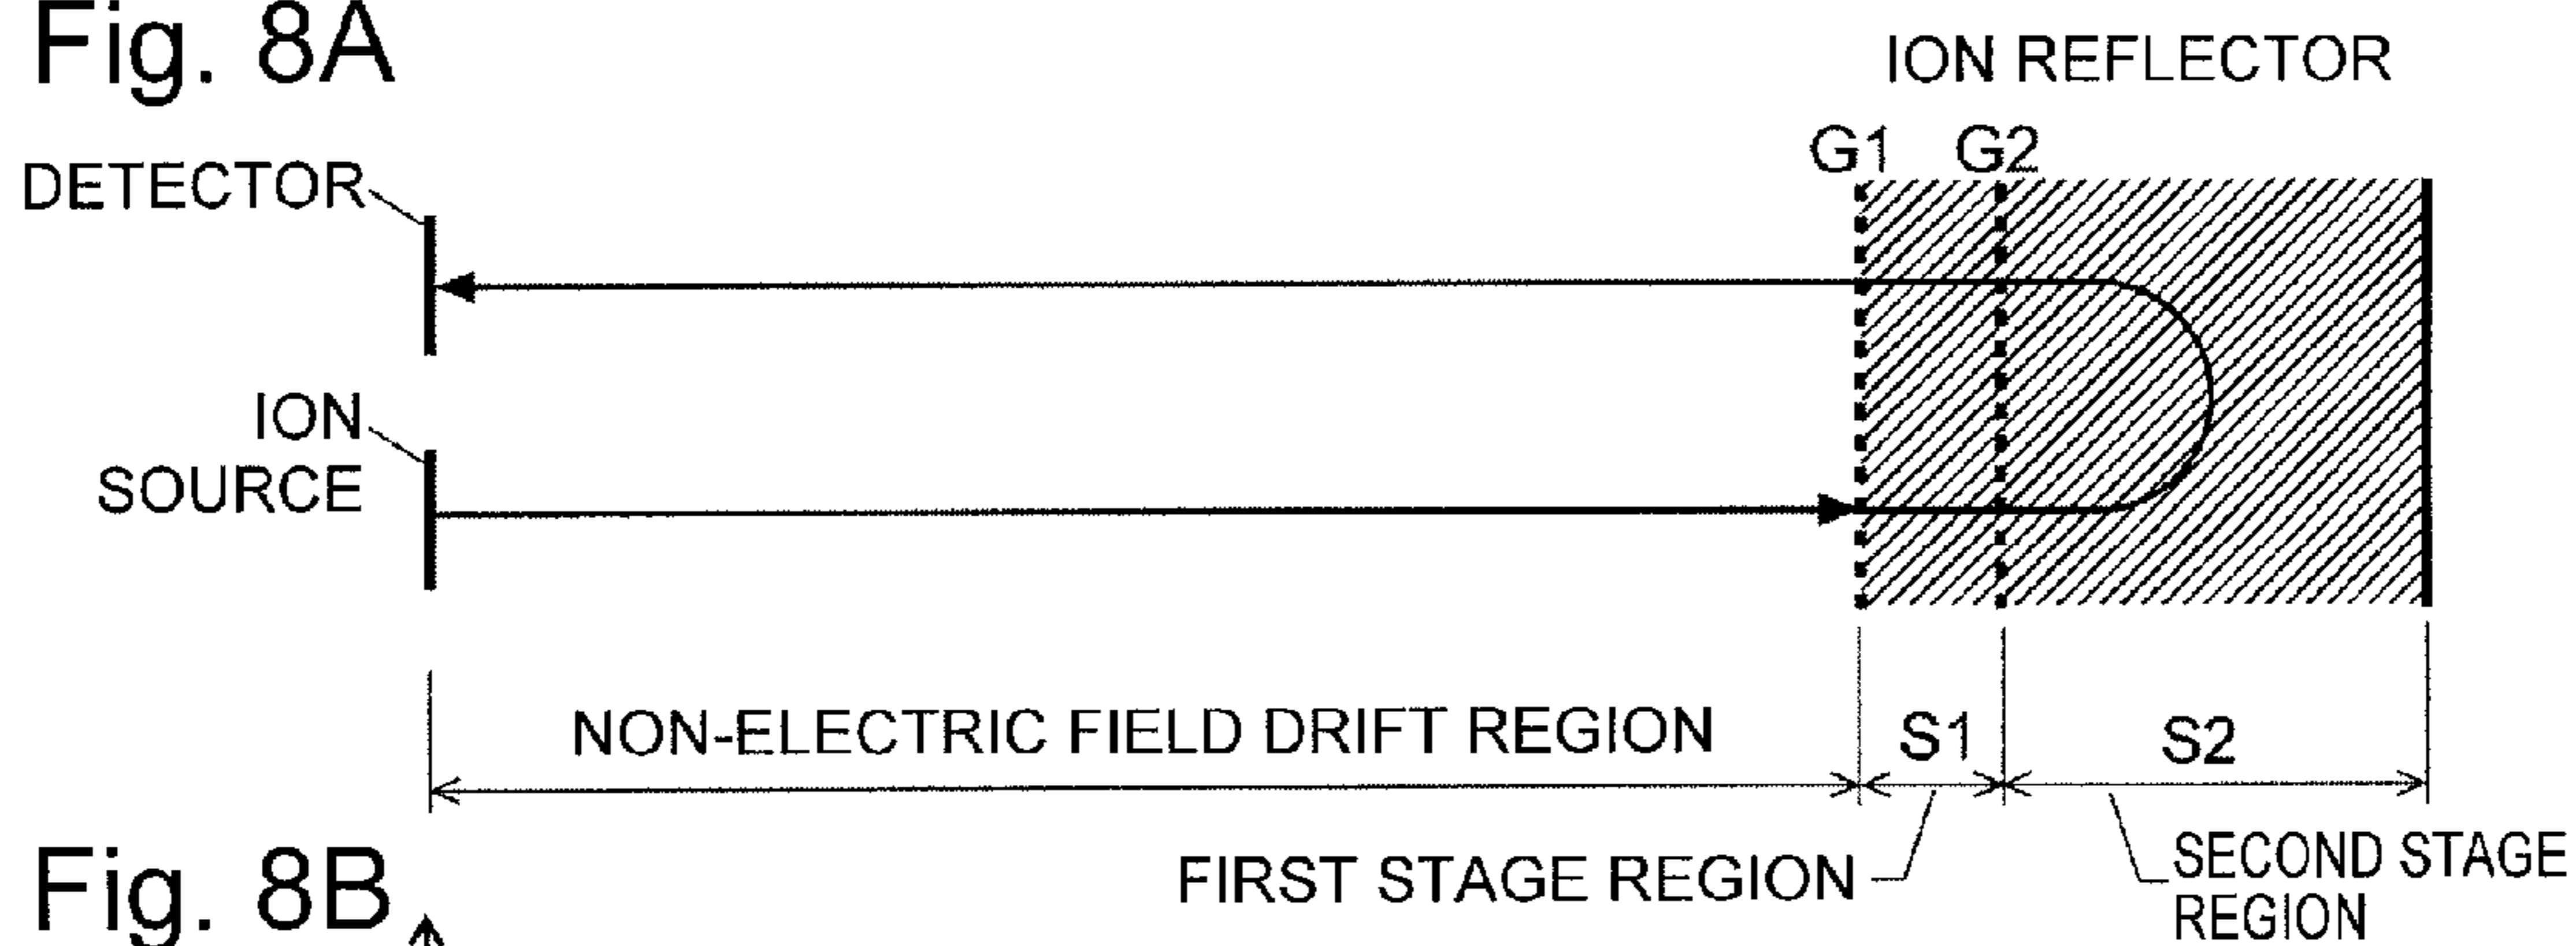 Fig. 8A
ION REFLECTOR
G1 G2
DETECTOR
ION
SOURCE
NON-ELECTRIC FIELD DRIFT REGION
S1
S2
FIRST STAGE REGION
SECOND STAGE
REGION
Fig. 8B